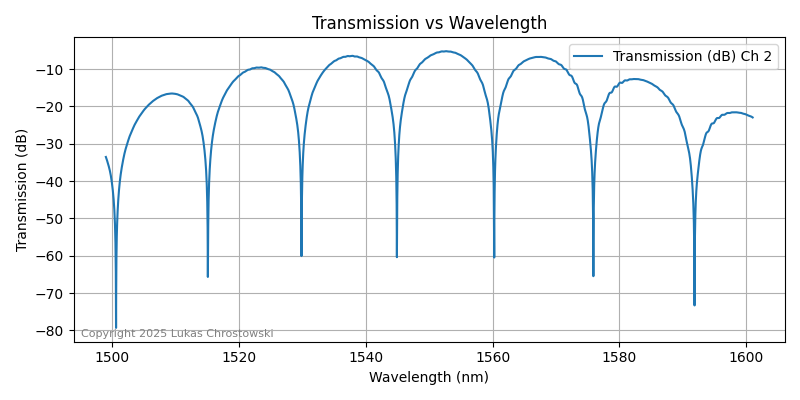 Transmission vs Wavelength
Transmission (dB) Ch 2
Transmission (dB)
−10
−20
−30
−40
−50
−60
−70
−80
Copyright 2025 Lukas Chrostowski
1500 1520 1540 1560 1580 1600
Wavelength (nm)